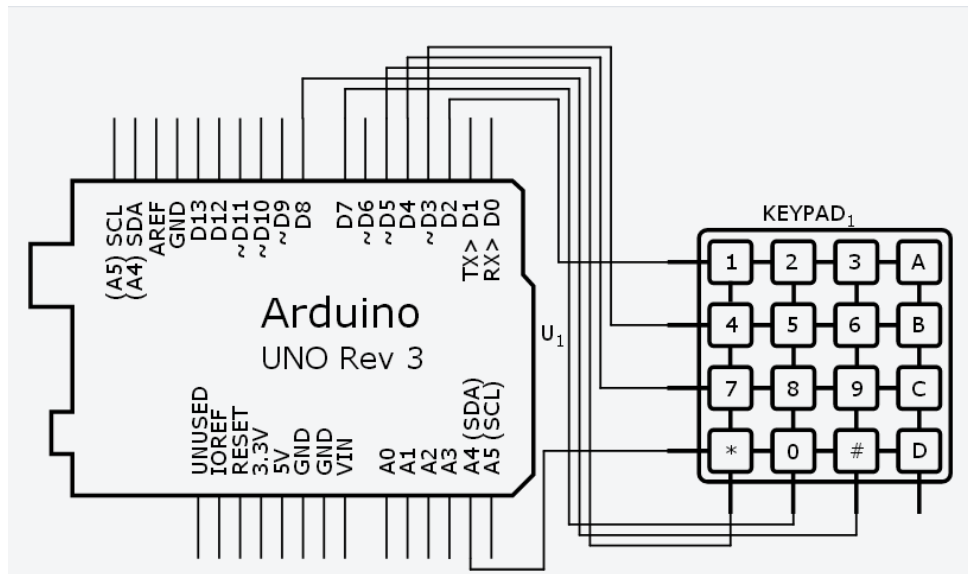 (A5) SCL
(A4) SDA
AREF
GND
D13
D12
~D11
~D10
~D9
D8
D7
~D6
~D5
D4
~D3
D2
TX> D1
RX> D0
KEYPAD1
1 2 3 A
4 5 6 B
7 8 9 C
* 0 # D
Arduino
UNO Rev 3
U1
UNUSED
IOREF
RESET
3.3V
5V
GND
GND
VIN
A0
A1
A2
A3
A4 (SDA)
A5 (SCL)